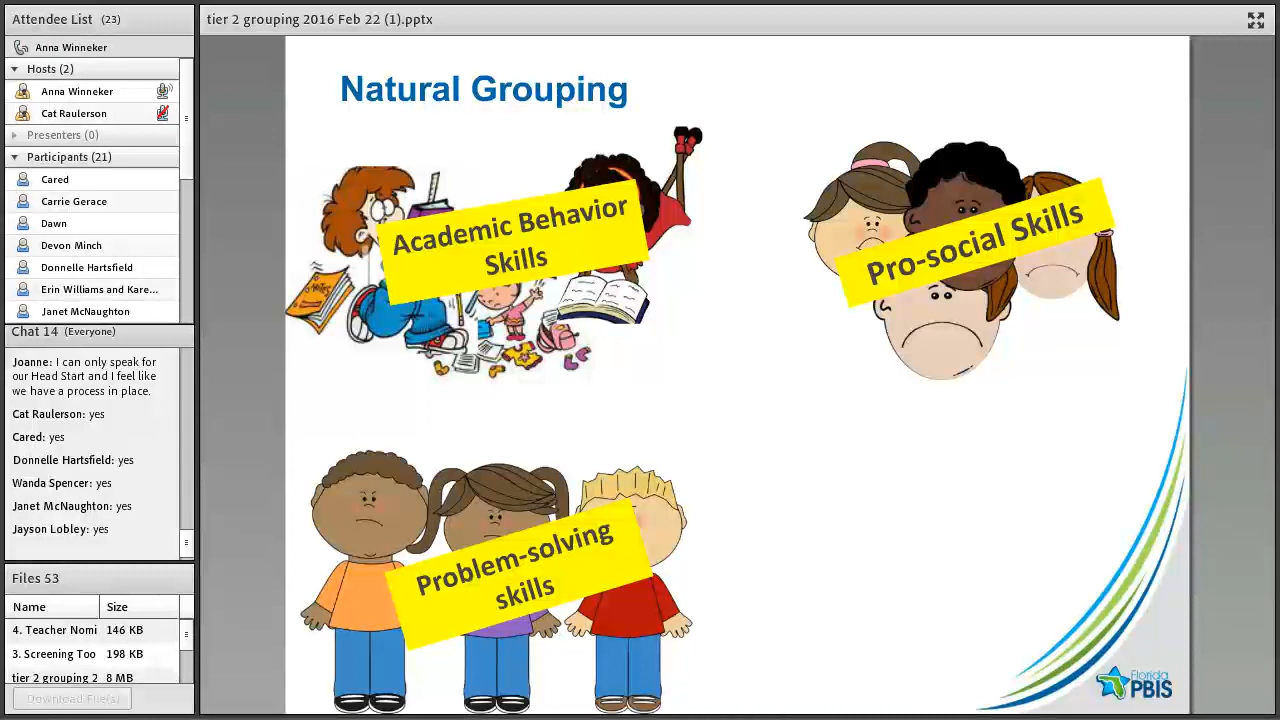 Attendee List (23)
Anna Winneker
Hosts (2)
Anna Winneker
Cat Raulerson
Presenters (0)
Participants (21)
Cared
Carrie Gerace
Dawn
Devon Minch
Donnelle Hartsfield
Erin Williams and Kare...
Janet McNaughton
Chat 14 (Everyone)
Joanne: I can only speak for
our Head Start and I feel like
we have a process in place.
Cat Raulerson: yes
Cared: yes
Donnelle Hartsfield: yes
Wanda Spencer: yes
Janet McNaughton: yes
Jayson Lobley: yes
Files 53
Name Size
4. Teacher Nomi 146 KB
3. Screening Too 198 KB
tier 2 grouping 2 8 MB
Download File(s)
tier 2 grouping 2016 Feb 22 (1).pptx
Natural Grouping
Academic Behavior
Skills
Pro-social Skills
Problem-solving
skills
Florida
PBIS